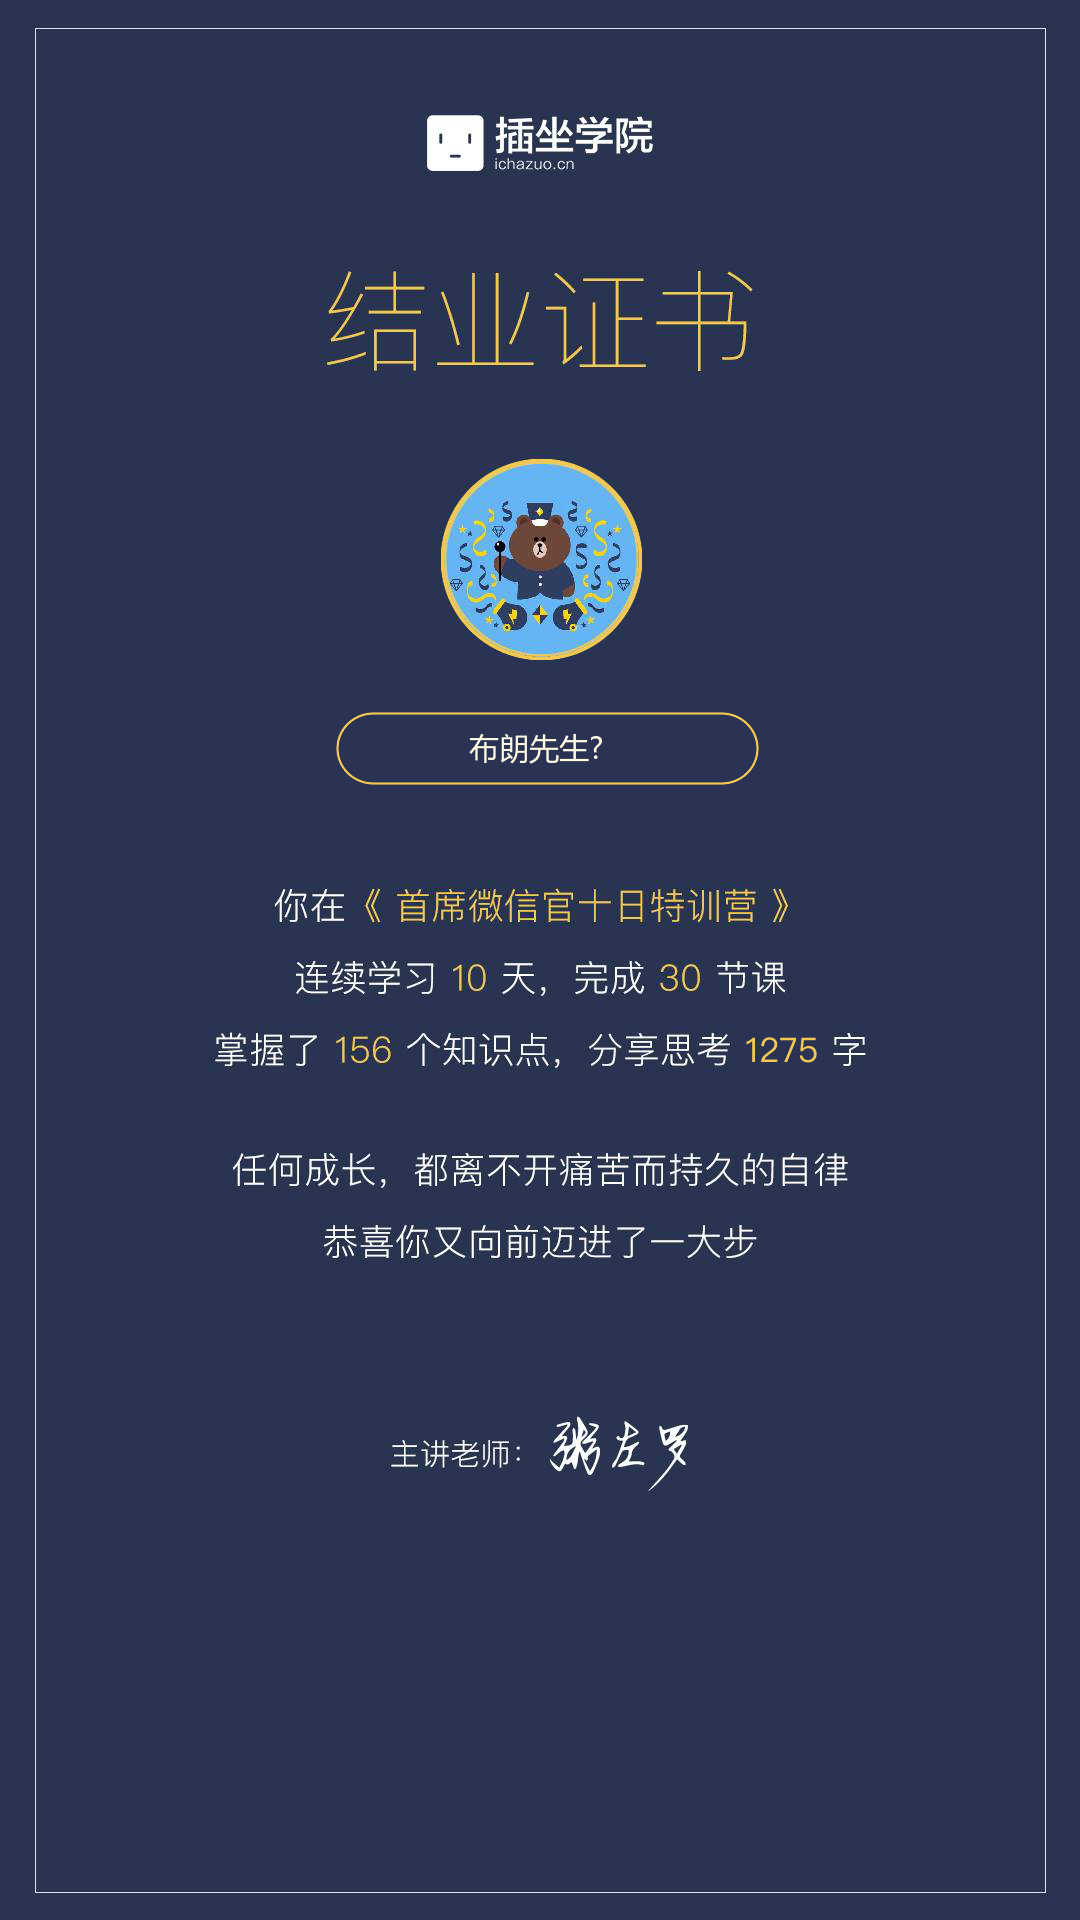 插坐学院
ichazuo.cn
结业证书
布朗先生?
你在《 首席微信官十日特训营 》
连续学习 10 天，完成 30 节课
掌握了 156 个知识点，分享思考 1275 字
任何成长，都离不开痛苦而持久的自律
恭喜你又向前迈进了一大步
主讲老师：粥左罗